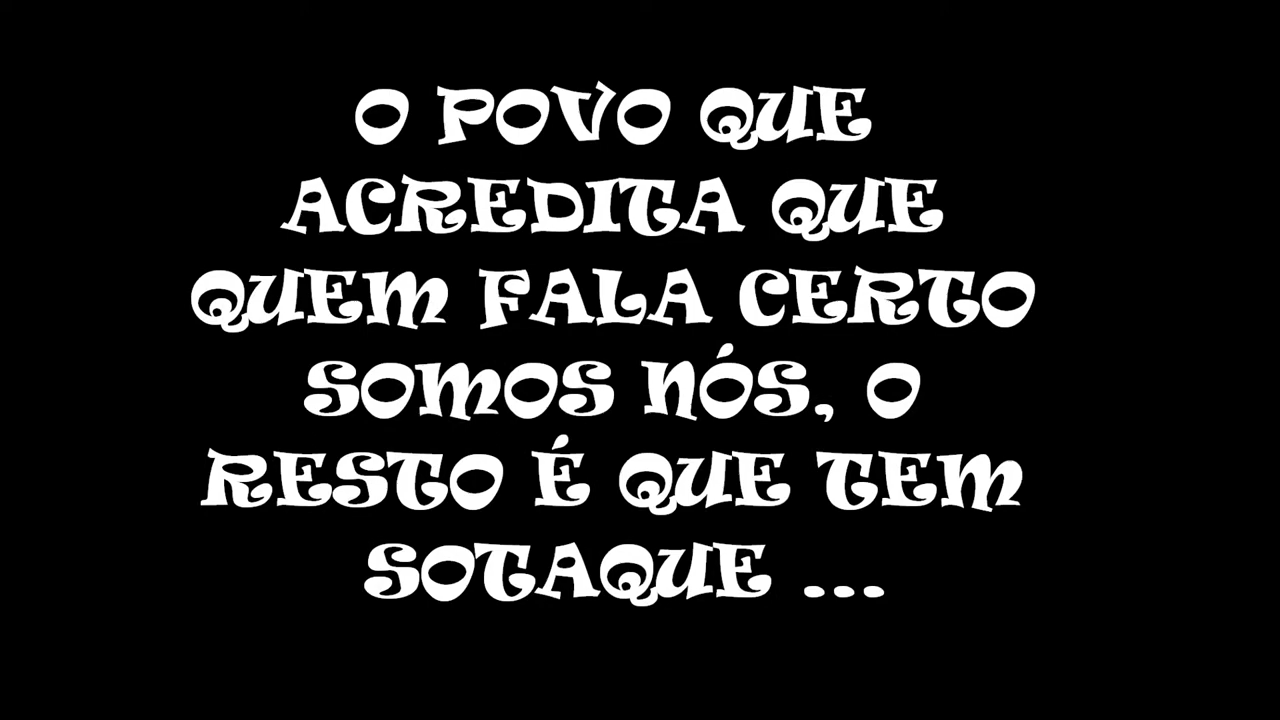 O POVO QUE
ACREDITA QUE
QUEM FALA CERTO
SOMOS NÓS, O
RESTO É QUE TEM
SOTAQUE ...